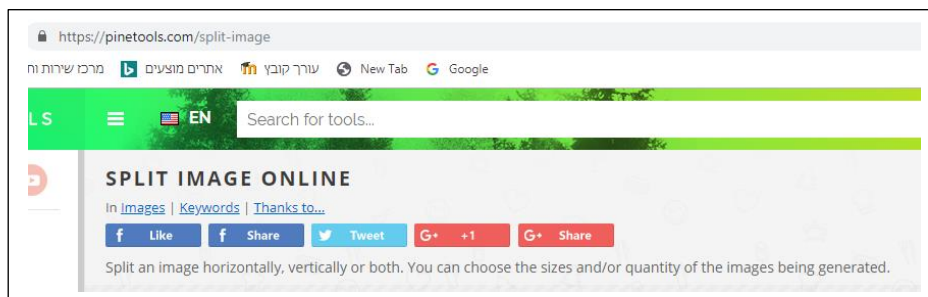 https://pinetools.com/split-image
מרכז שירות וח אתרים מוצעים עורך קובץ New Tab Google
LS EN Search for tools...
SPLIT IMAGE ONLINE
In Images | Keywords | Thanks to...
Like Share Tweet G+ +1 G+ Share
Split an image horizontally, vertically or both. You can choose the sizes and/or quantity of the images being generated.